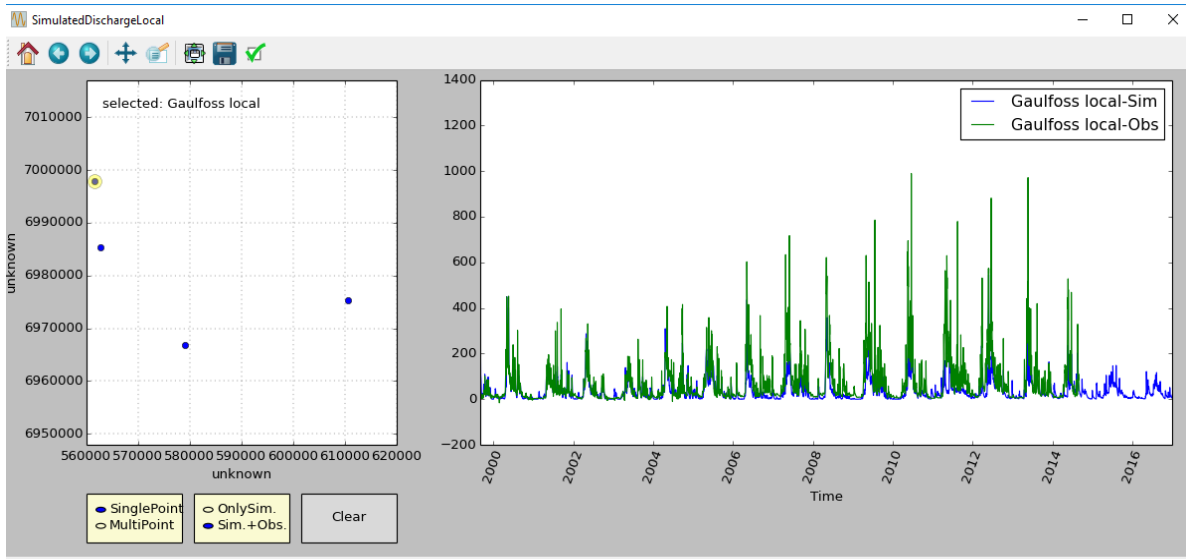 SimulatedDischargeLocal
selected: Gaulfoss local
7010000
7000000
6990000
6980000
6970000
6960000
6950000
unknown
560000 570000 580000 590000 600000 610000 620000
unknown
SinglePoint
MultiPoint
OnlySim.
Sim.+Obs.
Clear
1400
1200
1000
800
600
400
200
0
−200
Gaulfoss local-Sim
Gaulfoss local-Obs
2000 2002 2004 2006 2008 2010 2012 2014 2016
Time